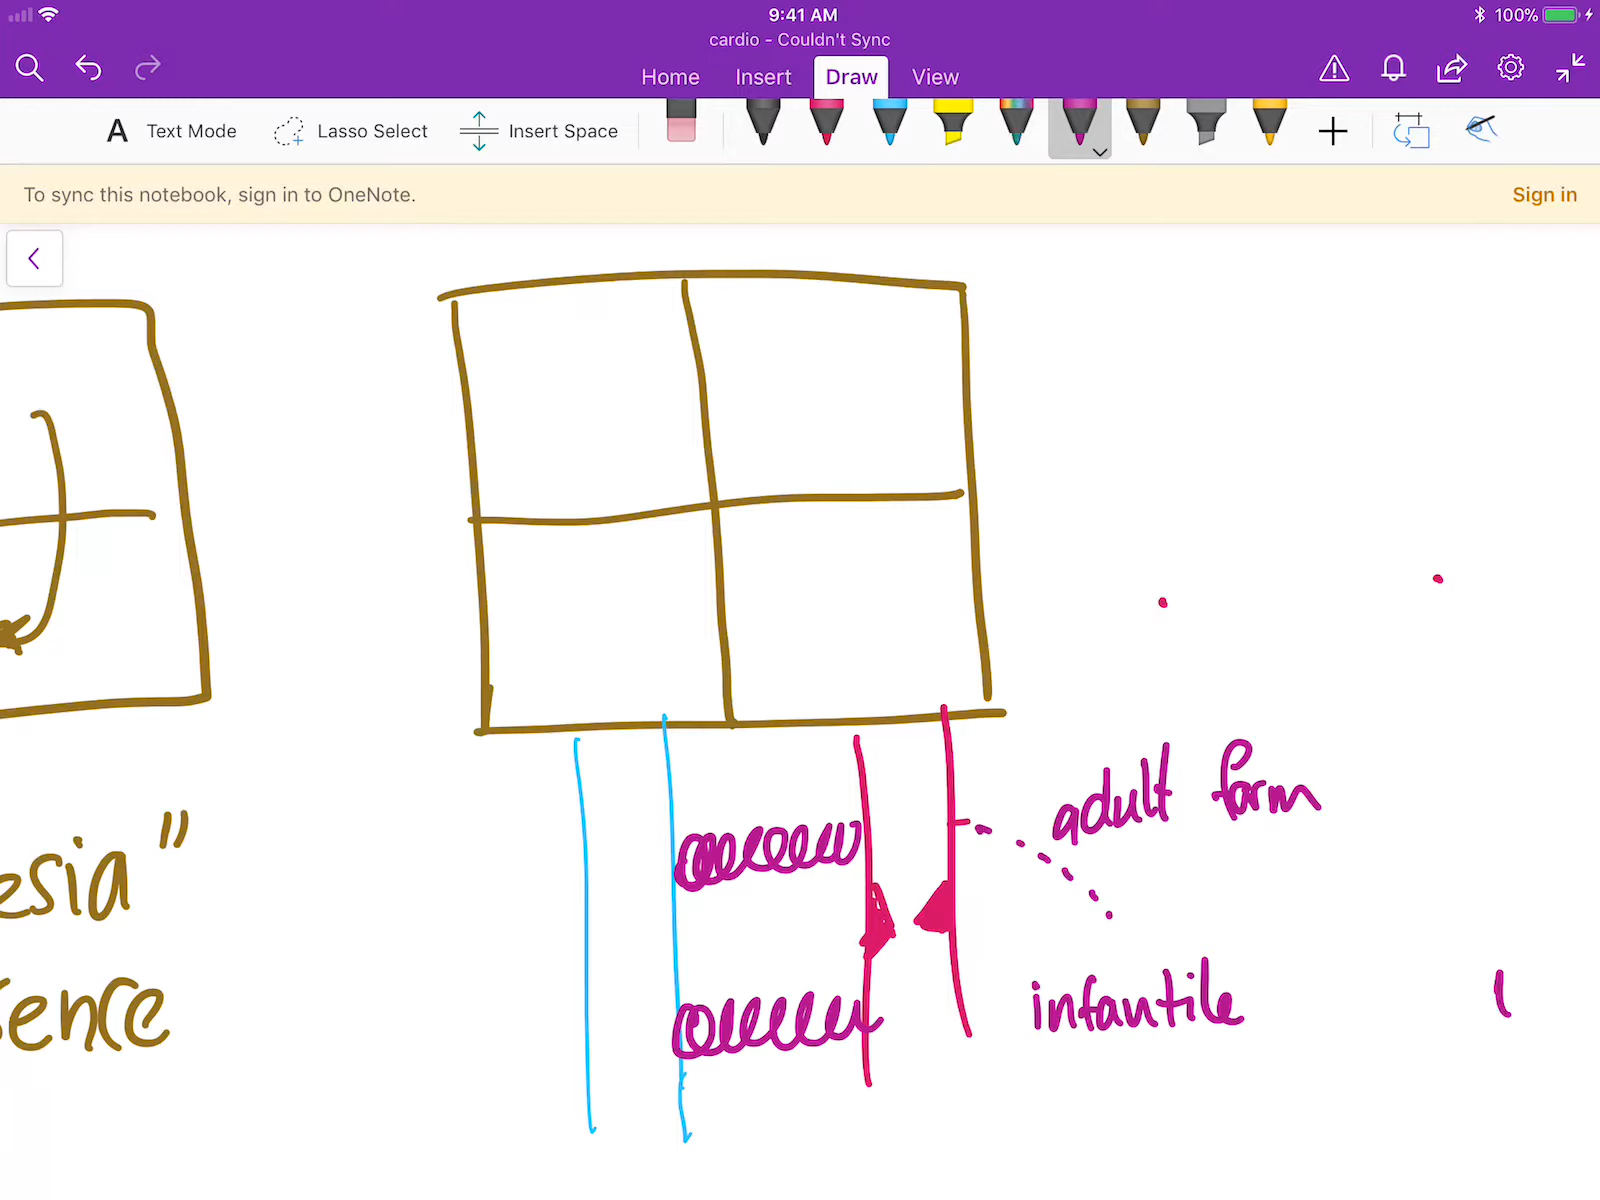 9:41 AM
100%
cardio - Couldn't Sync
Home Insert Draw View
A Text Mode Lasso Select Insert Space
To sync this notebook, sign in to OneNote.
Sign in
adult form
esia"
infantile
sence